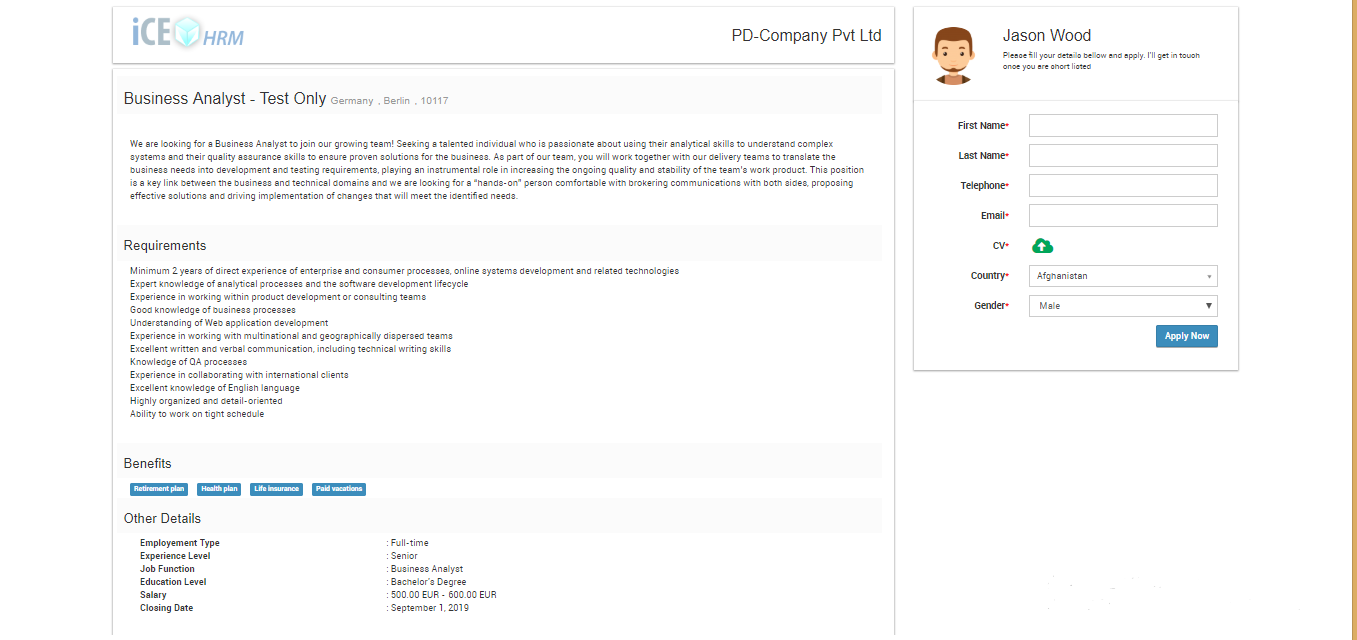 iCE HRM
PD-Company Pvt Ltd
Business Analyst - Test Only Germany , Berlin , 10117
We are looking for a Business Analyst to join our growing team! Seeking a talented individual who is passionate about using their analytical skills to understand complex
systems and their quality assurance skills to ensure proven solutions for the business. As part of our team, you will work together with our delivery teams to translate the
business needs into development and testing requirements, playing an instrumental role in increasing the ongoing quality and stability of the team's work product. This position
is a key link between the business and technical domains and we are looking for a "hands-on" person comfortable with brokering communications with both sides, proposing
effective solutions and driving implementation of changes that will meet the identified needs.
Requirements
Minimum 2 years of direct experience of enterprise and consumer processes, online systems development and related technologies
Expert knowledge of analytical processes and the software development lifecycle
Experience in working within product development or consulting teams
Good knowledge of business processes
Understanding of Web application development
Experience in working with multinational and geographically dispersed teams
Excellent written and verbal communication, including technical writing skills
Knowledge of QA processes
Experience in collaborating with international clients
Excellent knowledge of English language
Highly organized and detail-oriented
Ability to work on tight schedule
Benefits
Retirement plan Health plan Life insurance Paid vacations
Other Details
Employement Type : Full-time
Experience Level : Senior
Job Function : Business Analyst
Education Level : Bachelor's Degree
Salary : 500.00 EUR - 600.00 EUR
Closing Date : September 1, 2019
Jason Wood
Please fill your details bellow and apply. I'll get in touch
once you are short listed
First Name*
Last Name*
Telephone*
Email*
CV*
Country* Afghanistan
Gender* Male
Apply Now